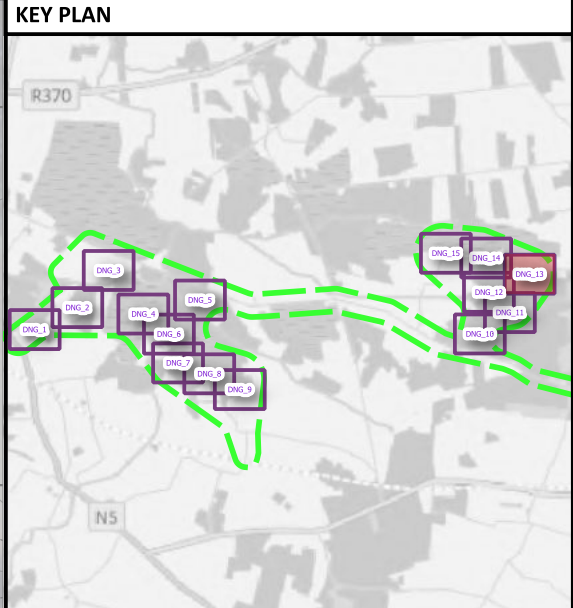 KEY PLAN
R370
DNG_15
DNG_14
DNG_3
DNG_13
DNG_12
DNG_5
DNG_2
DNG_4
DNG_11
DNG_1
DNG_6
DNG_10
DNG_7
DNG_8
DNG_9
N5